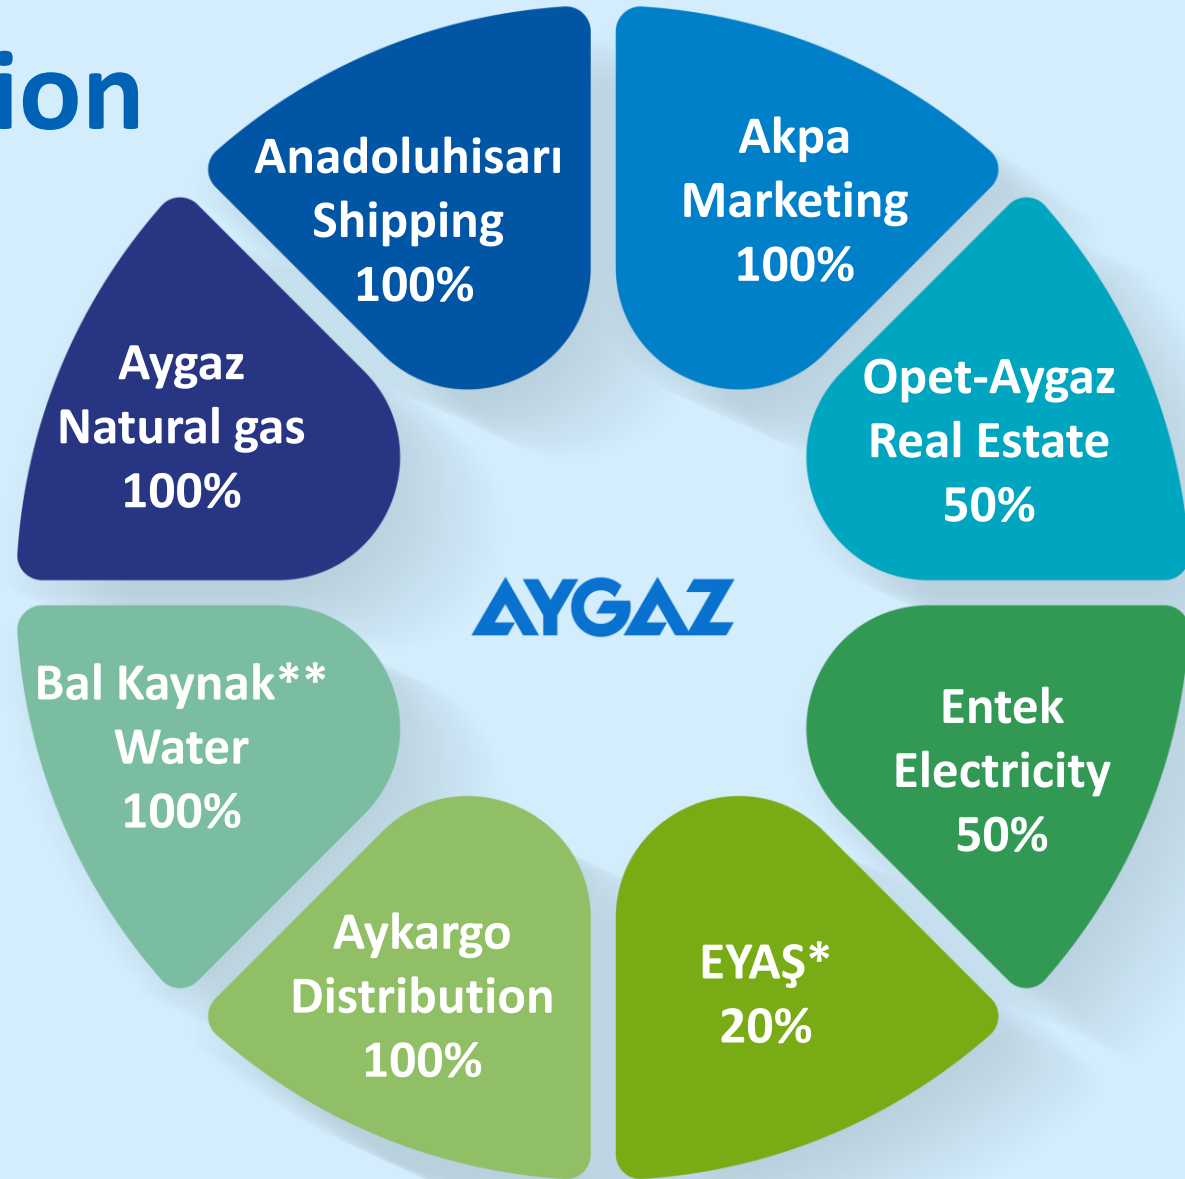 ion
Anadoluhisarı
Shipping
100%
Akpa
Marketing
100%
Opet-Aygaz
Real Estate
50%
Entek
Electricity
50%
EYAŞ*
20%
Aykargo
Distribution
100%
Bal Kaynak**
Water
100%
Aygaz
Natural gas
100%
AYGAZ